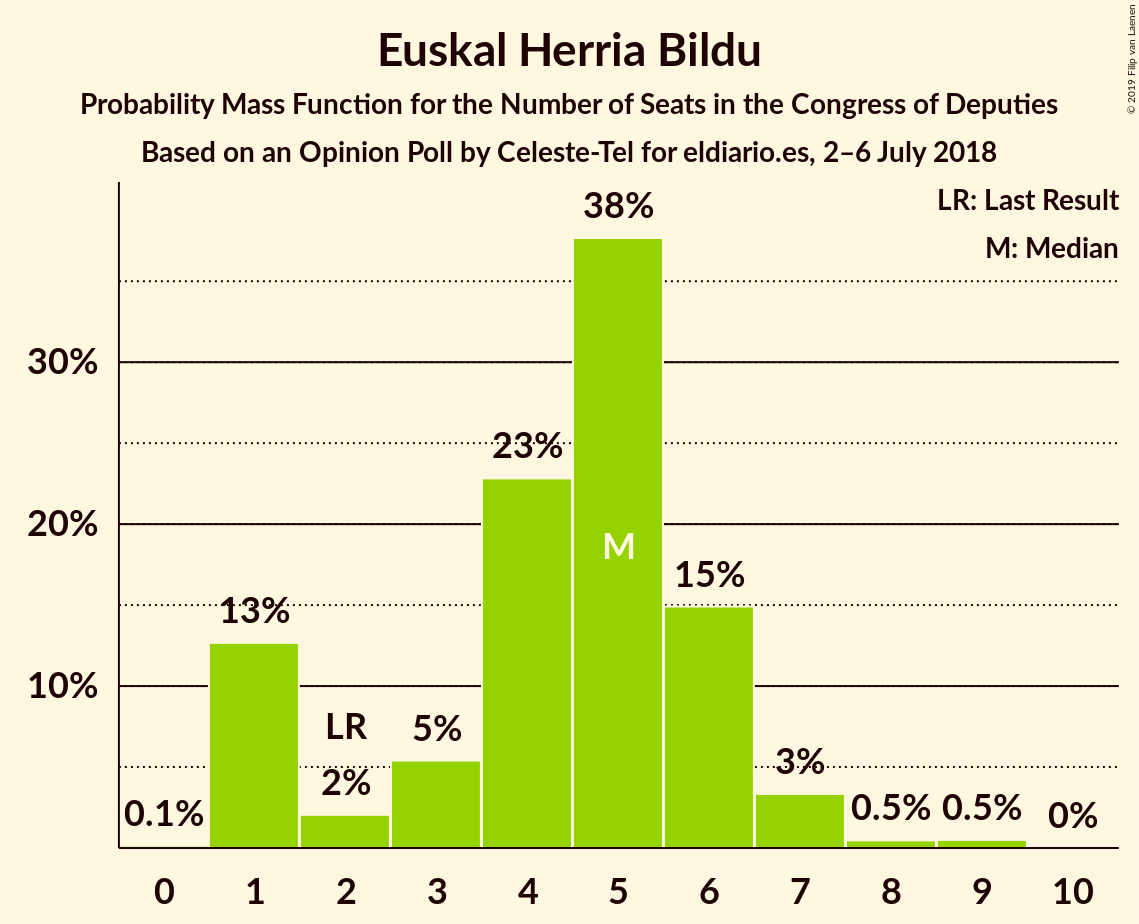 Euskal Herria Bildu
Probability Mass Function for the Number of Seats in the Congress of Deputies
Based on an Opinion Poll by Celeste-Tel for eldiario.es, 2–6 July 2018
© 2019 Filip van Laenen
LR: Last Result
M: Median
38%
30%
23%
20%
M
15%
13%
10%
LR
5%
3%
2%
0.1%
0.5%
0.5%
0%
0 1 2 3 4 5 6 7 8 9 10